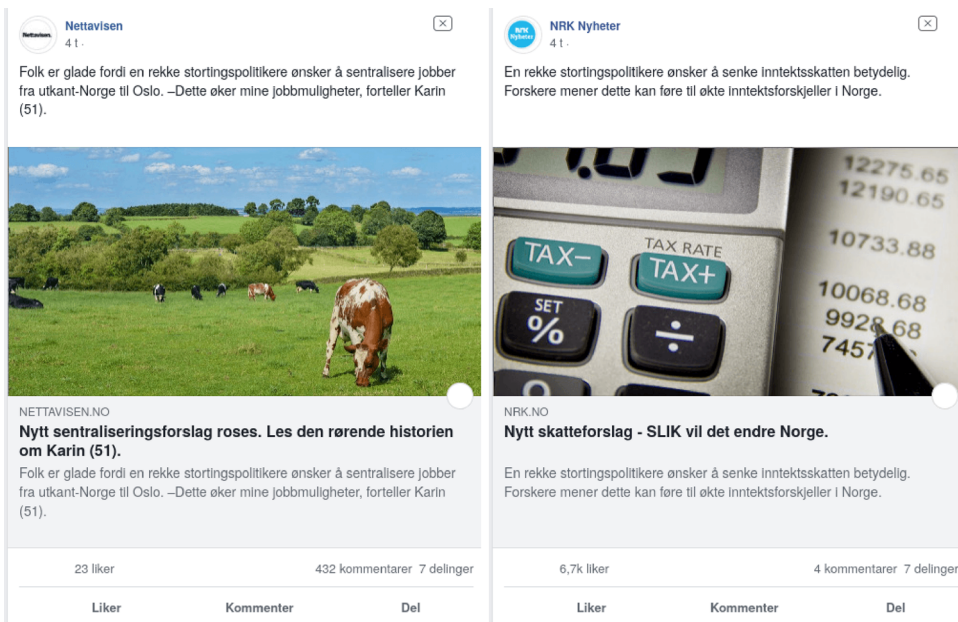 Nettavisen
Nettavisen.
4 t ·
Folk er glade fordi en rekke stortingspolitikere ønsker å sentralisere jobber
fra utkant-Norge til Oslo. –Dette øker mine jobbmuligheter, forteller Karin
(51).
NETTAVISEN.NO
Nytt sentraliseringsforslag roses. Les den rørende historien
om Karin (51).
Folk er glade fordi en rekke stortingspolitikere ønsker å sentralisere jobber
fra utkant-Norge til Oslo. –Dette øker mine jobbmuligheter, forteller Karin
(51).
23 liker
432 kommentarer 7 delinger
Liker
Kommenter
Del
NRK
Nyheter
NRK Nyheter
4 t ·
En rekke stortingspolitikere ønsker å senke inntektsskatten betydelig.
Forskere mener dette kan føre til økte inntektsforskjeller i Norge.
TAX−
TAX RATE
TAX+
SET
%
÷
12275.65
12190.65
10733.88
10068.68
9928.68
NRK.NO
Nytt skatteforslag - SLIK vil det endre Norge.
En rekke stortingspolitikere ønsker å senke inntektsskatten betydelig.
Forskere mener dette kan føre til økte inntektsforskjeller i Norge.
6,7k liker
4 kommentarer 7 delinger
Liker
Kommenter
Del